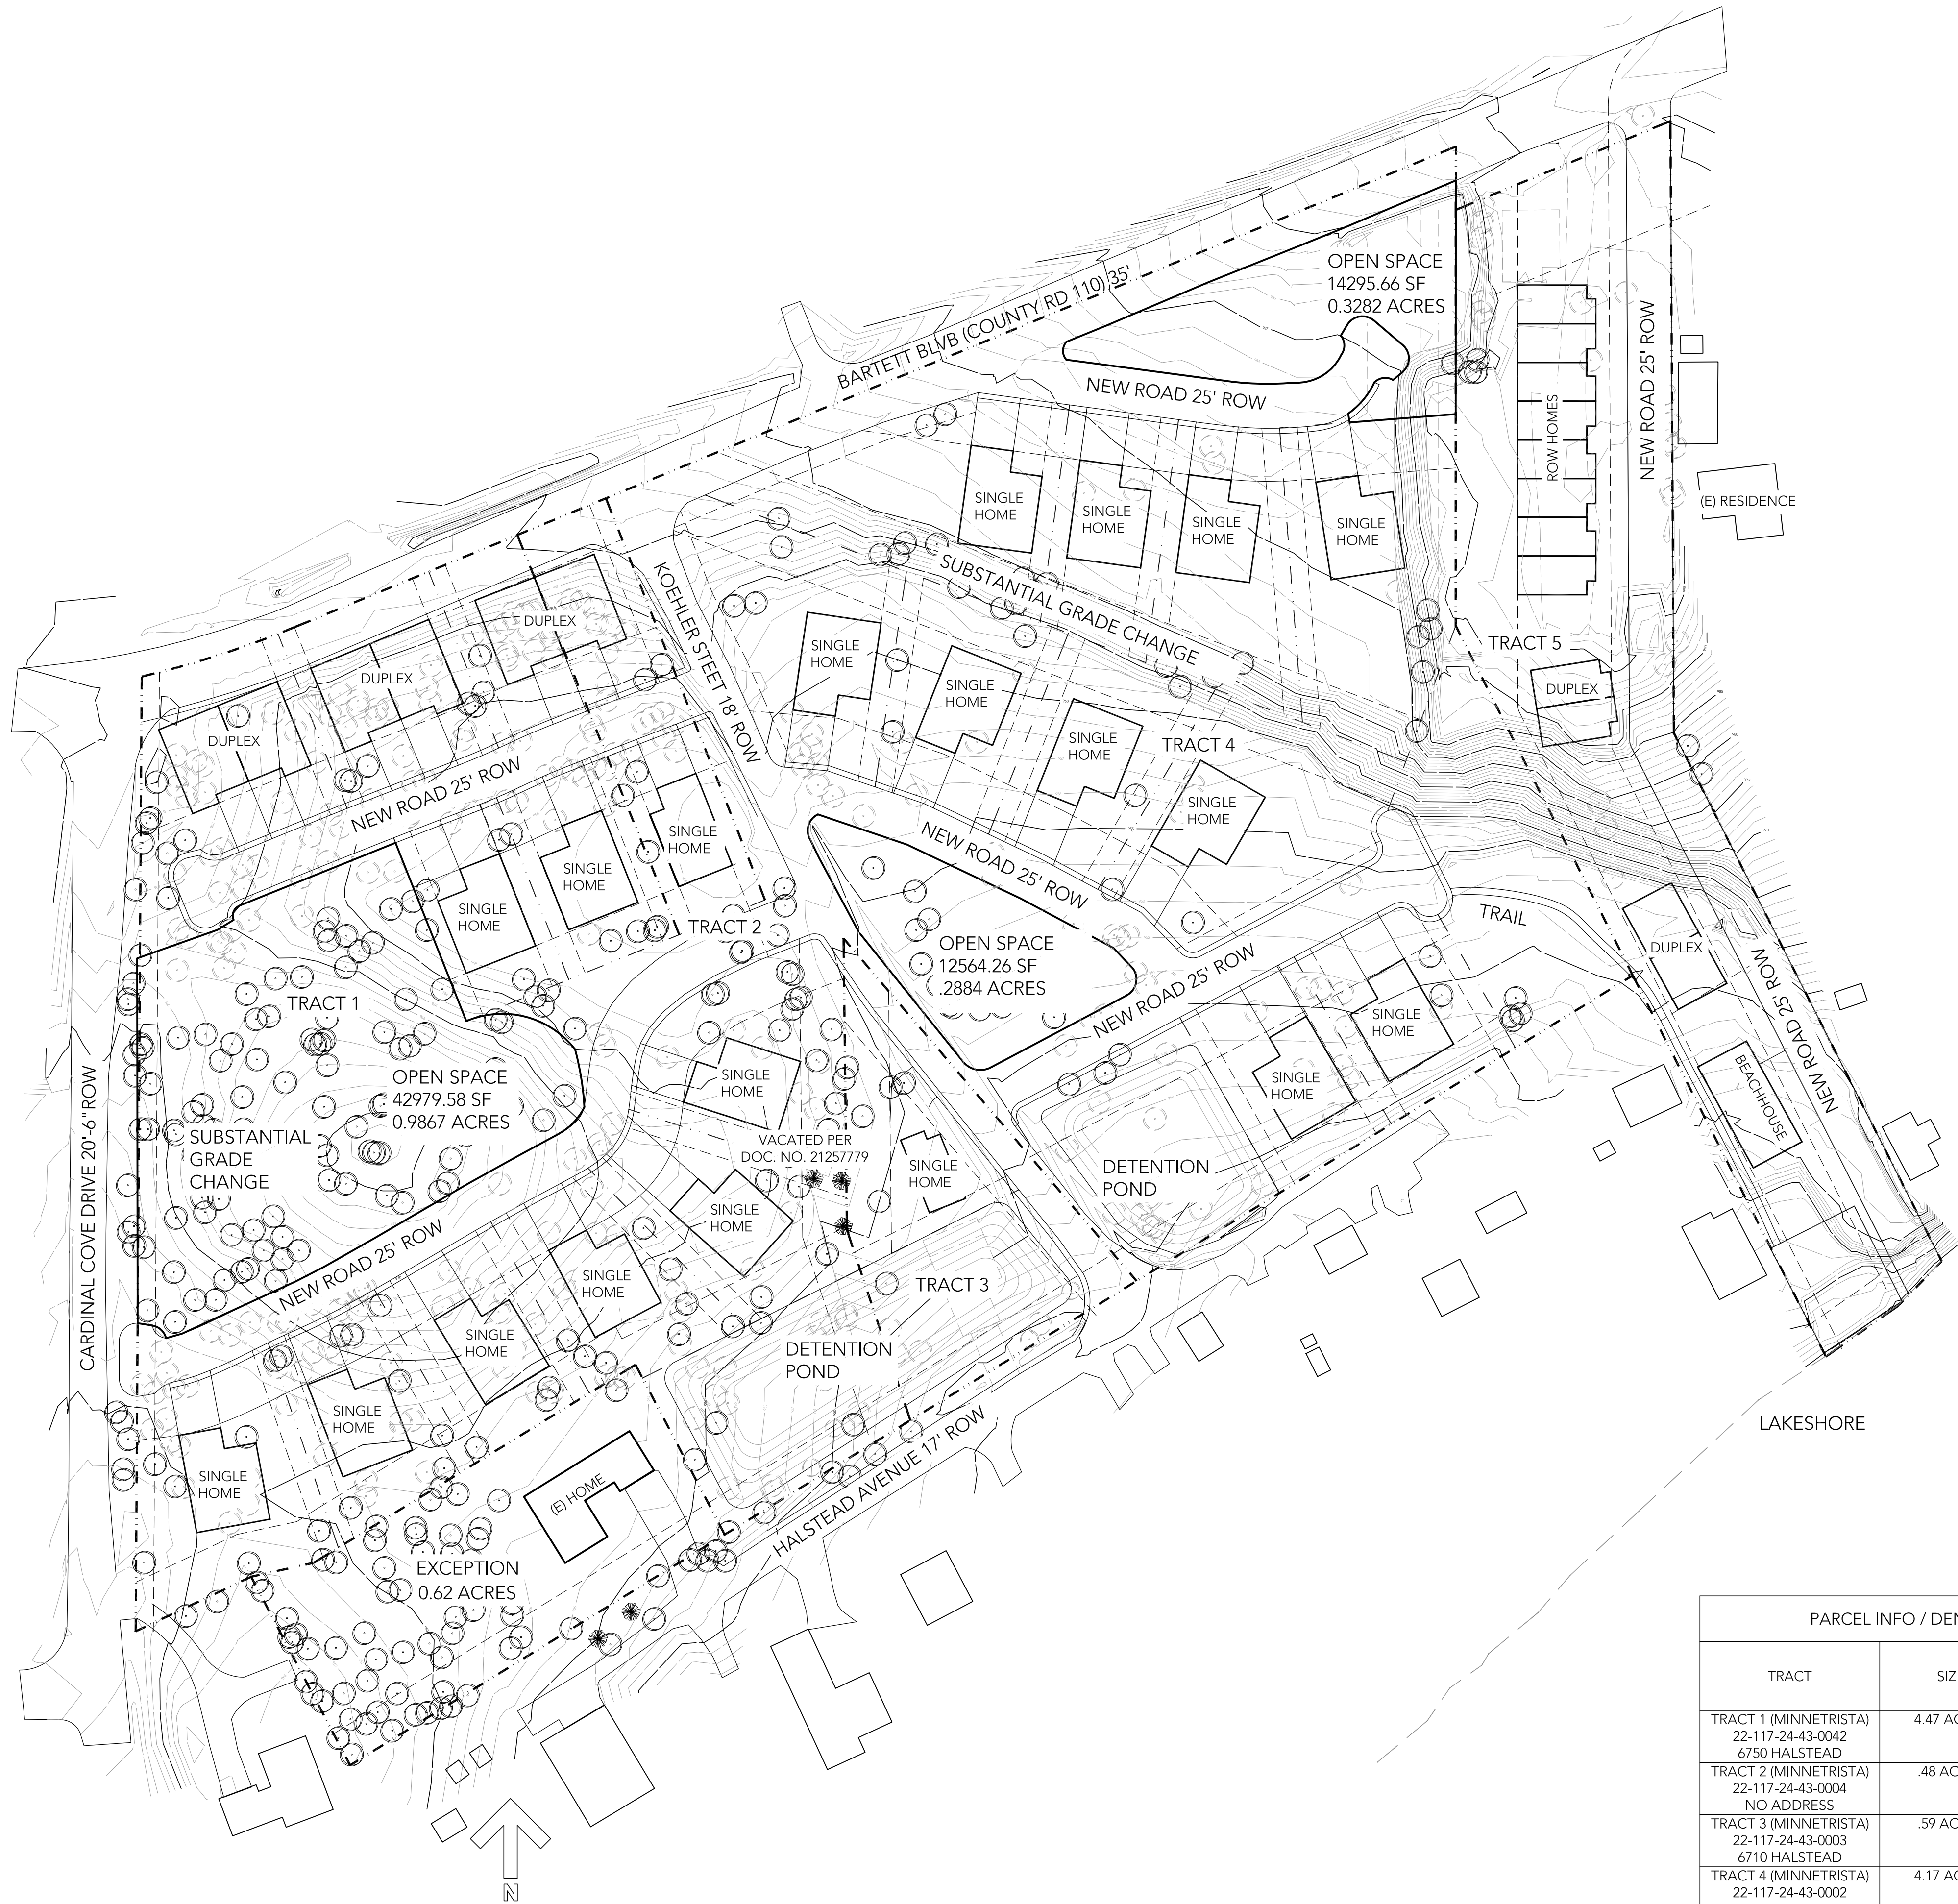 OPEN SPACE
14295.66 SF
0.3282 ACRES
BARTETT BLVB (COUNTY RD 110) 35'
NEW ROAD 25' ROW
NEW ROAD 25' ROW
ROW HOMES
(E) RESIDENCE
SINGLE
HOME
SINGLE
HOME
SINGLE
HOME
SINGLE
HOME
SUBSTANTIAL GRADE CHANGE
KOEHLER STEET 18' ROW
DUPLEX
DUPLEX
DUPLEX
SINGLE
HOME
SINGLE
HOME
SINGLE
HOME
SINGLE
HOME
TRACT 4
TRACT 5
DUPLEX
NEW ROAD 25' ROW
SINGLE
HOME
SINGLE
HOME
SINGLE
HOME
TRACT 2
NEW ROAD 25' ROW
OPEN SPACE
12564.26 SF
.2884 ACRES
NEW ROAD 25' ROW
TRAIL
DUPLEX
NEW ROAD 25' ROW
BEACHHOUSE
TRACT 1
OPEN SPACE
42979.58 SF
0.9867 ACRES
SUBSTANTIAL
GRADE
CHANGE
CARDINAL COVE DRIVE 20'-6" ROW
NEW ROAD 25' ROW
SINGLE
HOME
VACATED PER
DOC. NO. 21257779
SINGLE
HOME
SINGLE
HOME
SINGLE
HOME
SINGLE
HOME
DETENTION
POND
TRACT 3
DETENTION
POND
SINGLE
HOME
SINGLE
HOME
SINGLE
HOME
SINGLE
HOME
(E) HOME
HALSTEAD AVENUE 17' ROW
EXCEPTION
0.62 ACRES
LAKESHORE
N
PARCEL INFO / DEN
TRACT
SIZ
TRACT 1 (MINNETRISTA)
22-117-24-43-0042
6750 HALSTEAD
4.47 AC
TRACT 2 (MINNETRISTA)
22-117-24-43-0004
NO ADDRESS
.48 AC
TRACT 3 (MINNETRISTA)
22-117-24-43-0003
6710 HALSTEAD
.59 AC
TRACT 4 (MINNETRISTA)
22-117-24-43-0002
4.17 AC